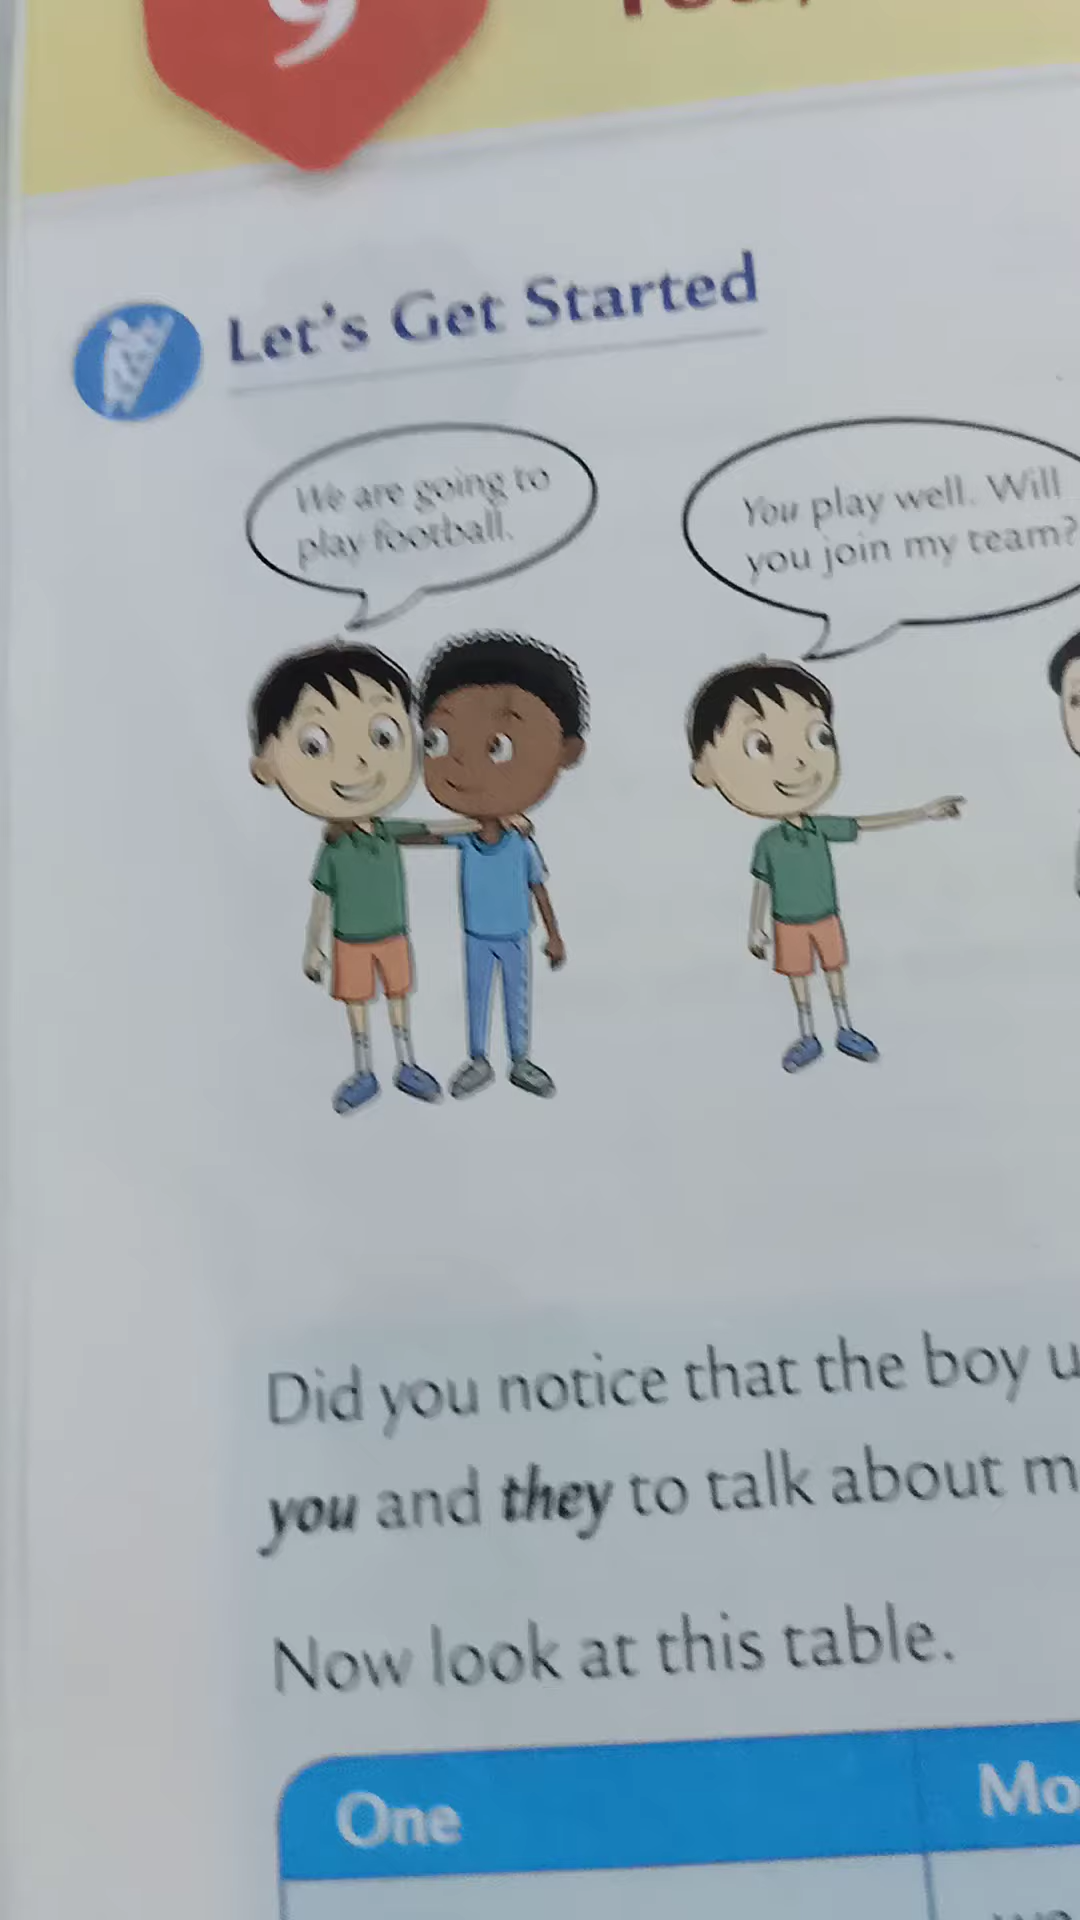 9
Let's Get Started
We are going to
play football.
You play well. Will
you join my team?
Did you notice that the boy
you and they to talk about
Now look at this table.
One